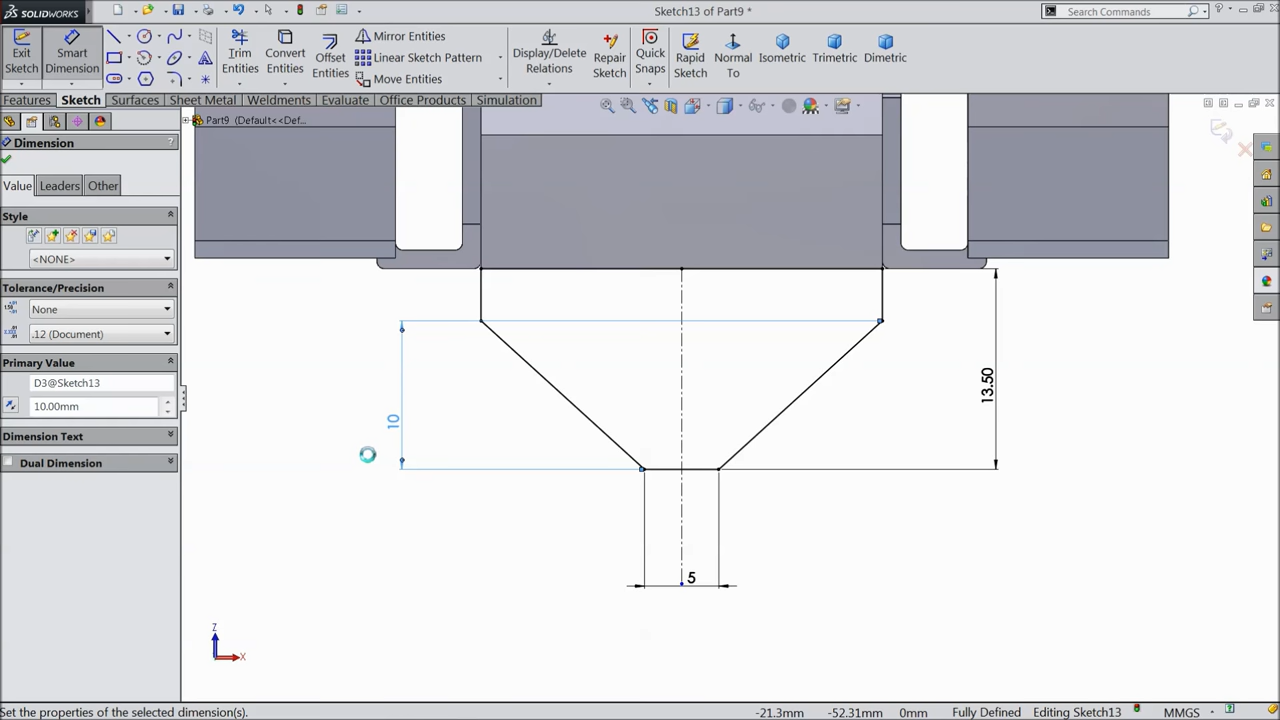 SOLIDWORKS
Sketch13 of Part9 *
Search Commands
Exit Sketch
Smart Dimension
Trim Entities
Convert Entities
Offset Entities
Mirror Entities
Linear Sketch Pattern
Move Entities
Display/Delete Relations
Repair Sketch
Quick Snaps
Rapid Sketch
Normal To
Isometric
Trimetric
Dimetric
Features
Sketch
Surfaces
Sheet Metal
Weldments
Evaluate
Office Products
Simulation
Part9 (Default<<Def...
Dimension
?
Value
Leaders
Other
Style
<NONE>
Tolerance/Precision
None
.12 (Document)
Primary Value
D3@Sketch13
10.00mm
Dimension Text
Dual Dimension
10
13.50
5
Z
X
Set the properties of the selected dimension(s).
-21.3mm
-52.31mm
0mm
Fully Defined
Editing Sketch13
MMGS